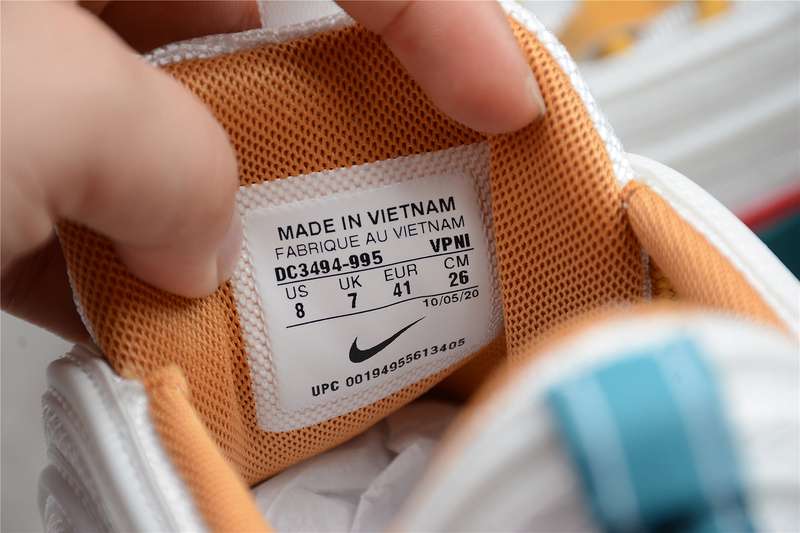 MADE IN VIETNAM
FABRIQUE AU VIETNAM
DC3494-995 VPNI
US UK EUR CM
8 7 41 26
10/05/20
UPC 00194955613405